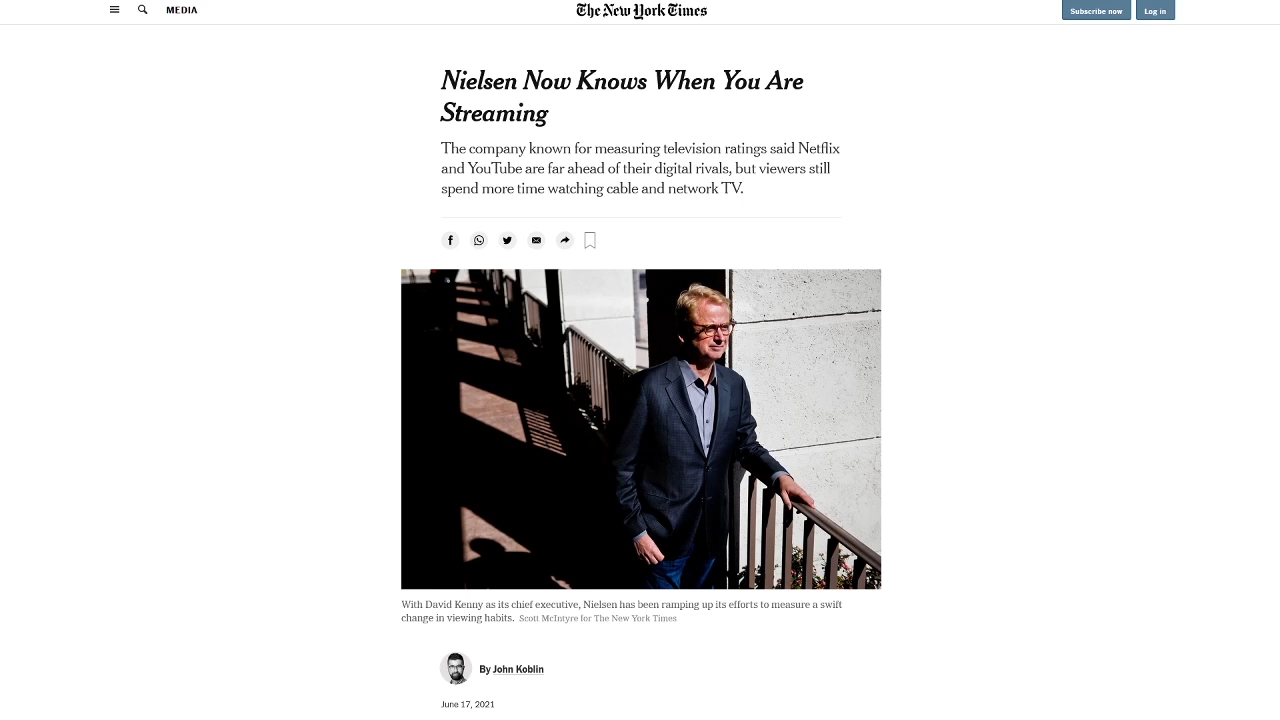 MEDIA
The New York Times
Subscribe now
Log in
Nielsen Now Knows When You Are
Streaming
The company known for measuring television ratings said Netflix
and YouTube are far ahead of their digital rivals, but viewers still
spend more time watching cable and network TV.
With David Kenny as its chief executive, Nielsen has been ramping up its efforts to measure a swift
change in viewing habits. Scott McIntyre for The New York Times
By John Koblin
June 17, 2021